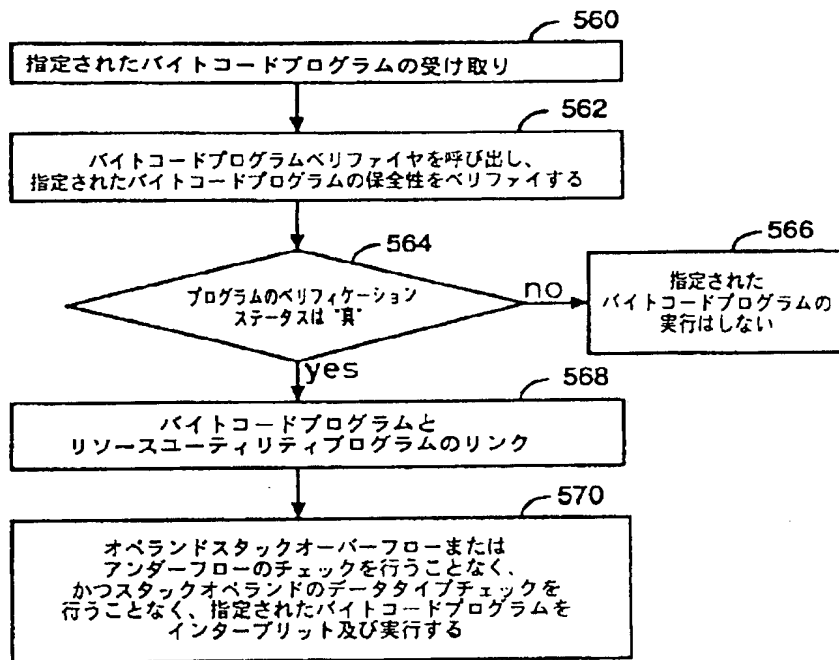 560
指定されたバイトコードプログラムの受け取り
562
バイトコードプログラムベリファイヤを呼び出し、
指定されたバイトコードプログラムの保全性をベリファイする
564
プログラムのベリフィケーション
ステータスは "真"
no
566
指定された
バイトコードプログラムの
実行はしない
yes
568
バイトコードプログラムと
リソースユーティリティプログラムのリンク
570
オペランドスタックオーバーフローまたは
アンダーフローのチェックを行うことなく、
かつスタックオペランドのデータタイプチェックを
行うことなく、指定されたバイトコードプログラムを
インタープリット及び実行する